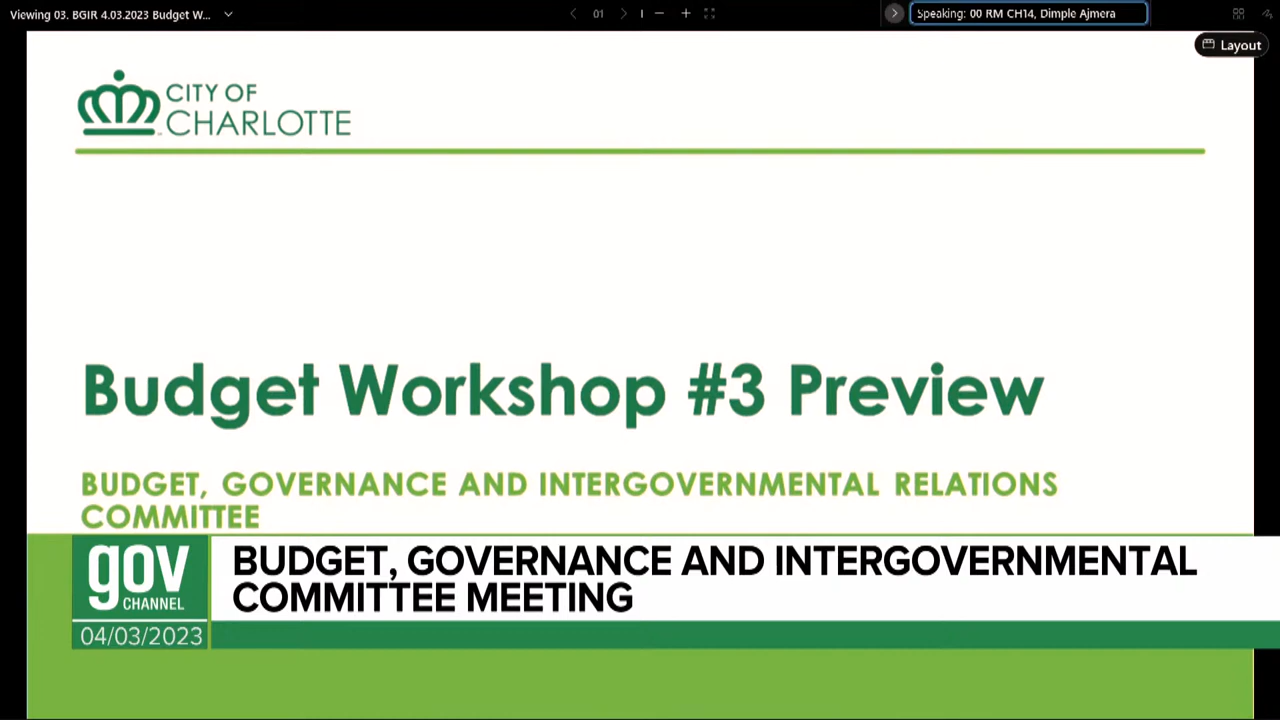 Viewing 03. BGIR 4.03.2023 Budget W...
01
Speaking: 00 RM CH14, Dimple Ajmera
Layout
CITY OF
CHARLOTTE
Budget Workshop #3 Preview
BUDGET, GOVERNANCE AND INTERGOVERNMENTAL RELATIONS
COMMITTEE
gov
CHANNEL
04/03/2023
BUDGET, GOVERNANCE AND INTERGOVERNMENTAL
COMMITTEE MEETING